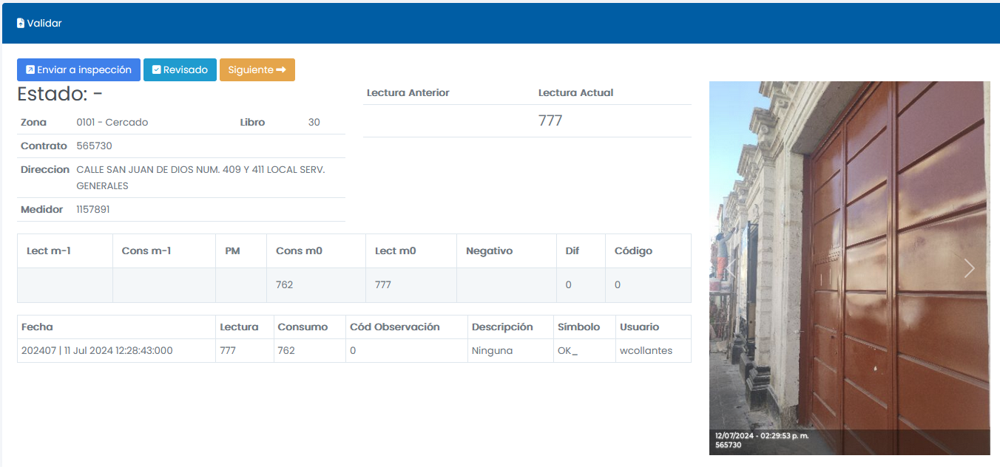 Validar
Enviar a inspección Revisado Siguiente
Estado: -
Zona 0101 - Cercado Libro 30
Contrato 565730
Direccion CALLE SAN JUAN DE DIOS NUM. 409 Y 411 LOCAL SERV.
GENERALES
Medidor 1157891
Lectura Anterior Lectura Actual
777
Lect m-1 Cons m-1 PM Cons m0 Lect m0 Negativo Dif Código
762 777 0 0
Fecha Lectura Consumo Cód Observación Descripción Símbolo Usuario
202407 | 11 Jul 2024 12:28:43:000 777 762 0 Ninguna OK_ wcollantes
12/07/2024 - 02:29:53 p. m.
565730